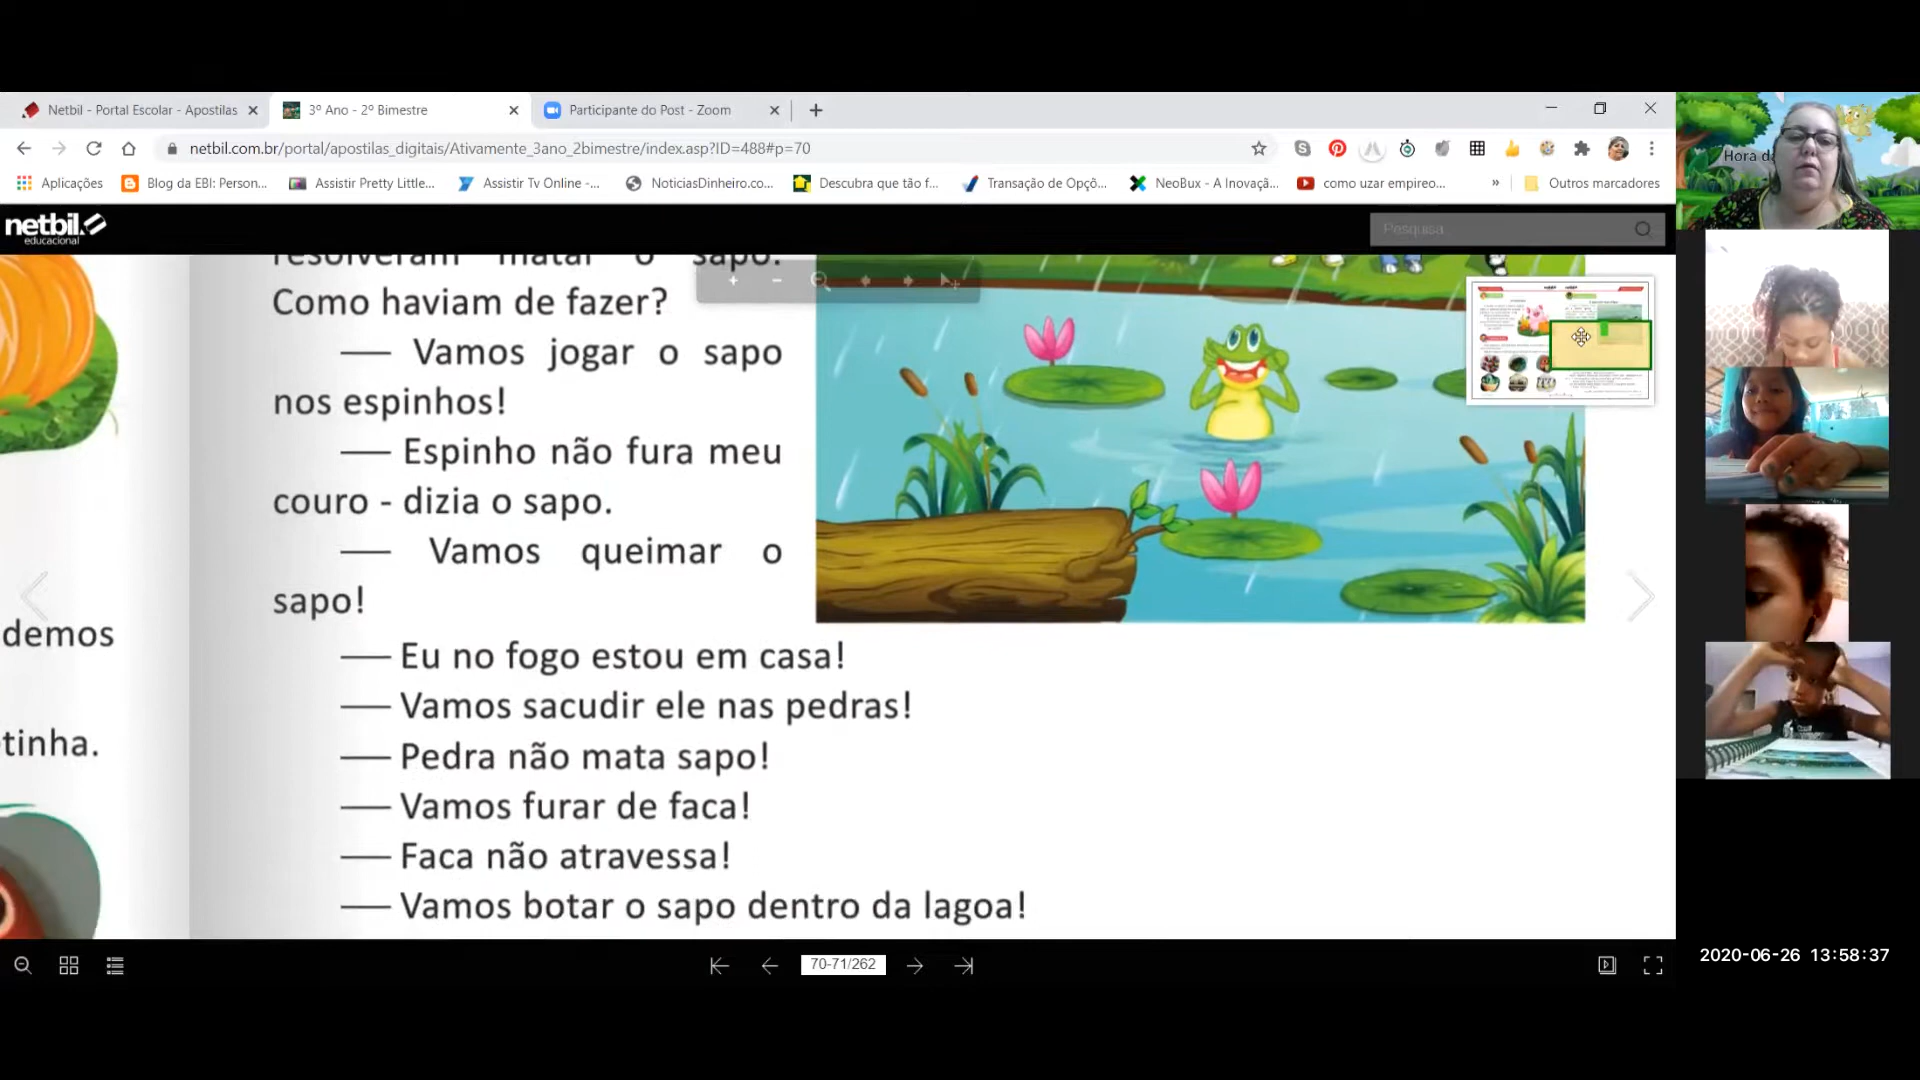 Netbil - Portal Escolar - Apostilas
3º Ano - 2º Bimestre
Participante do Post - Zoom
netbil.com.br/portal/apostilas_digitais/Ativamente_3ano_2bimestre/index.asp?ID=488#p=70
Aplicações
Blog da EBI: Person...
Assistir Pretty Little...
Assistir Tv Online -...
NoticiasDinheiro.co...
Descubra que tão f...
Transação de Opçõ...
NeoBux - A Inovaçã...
como uzar empireo...
»
Outros marcadores
Hora d
netbil.
educacional
Pesquisa...
resolveram matar o sapo.
Como haviam de fazer?
— Vamos jogar o sapo
nos espinhos!
— Espinho não fura meu
couro - dizia o sapo.
— Vamos queimar o
sapo!
— Eu no fogo estou em casa!
— Vamos sacudir ele nas pedras!
— Pedra não mata sapo!
— Vamos furar de faca!
— Faca não atravessa!
— Vamos botar o sapo dentro da lagoa!
demos
tinha.
70-71/262
2020-06-26 13:58:37